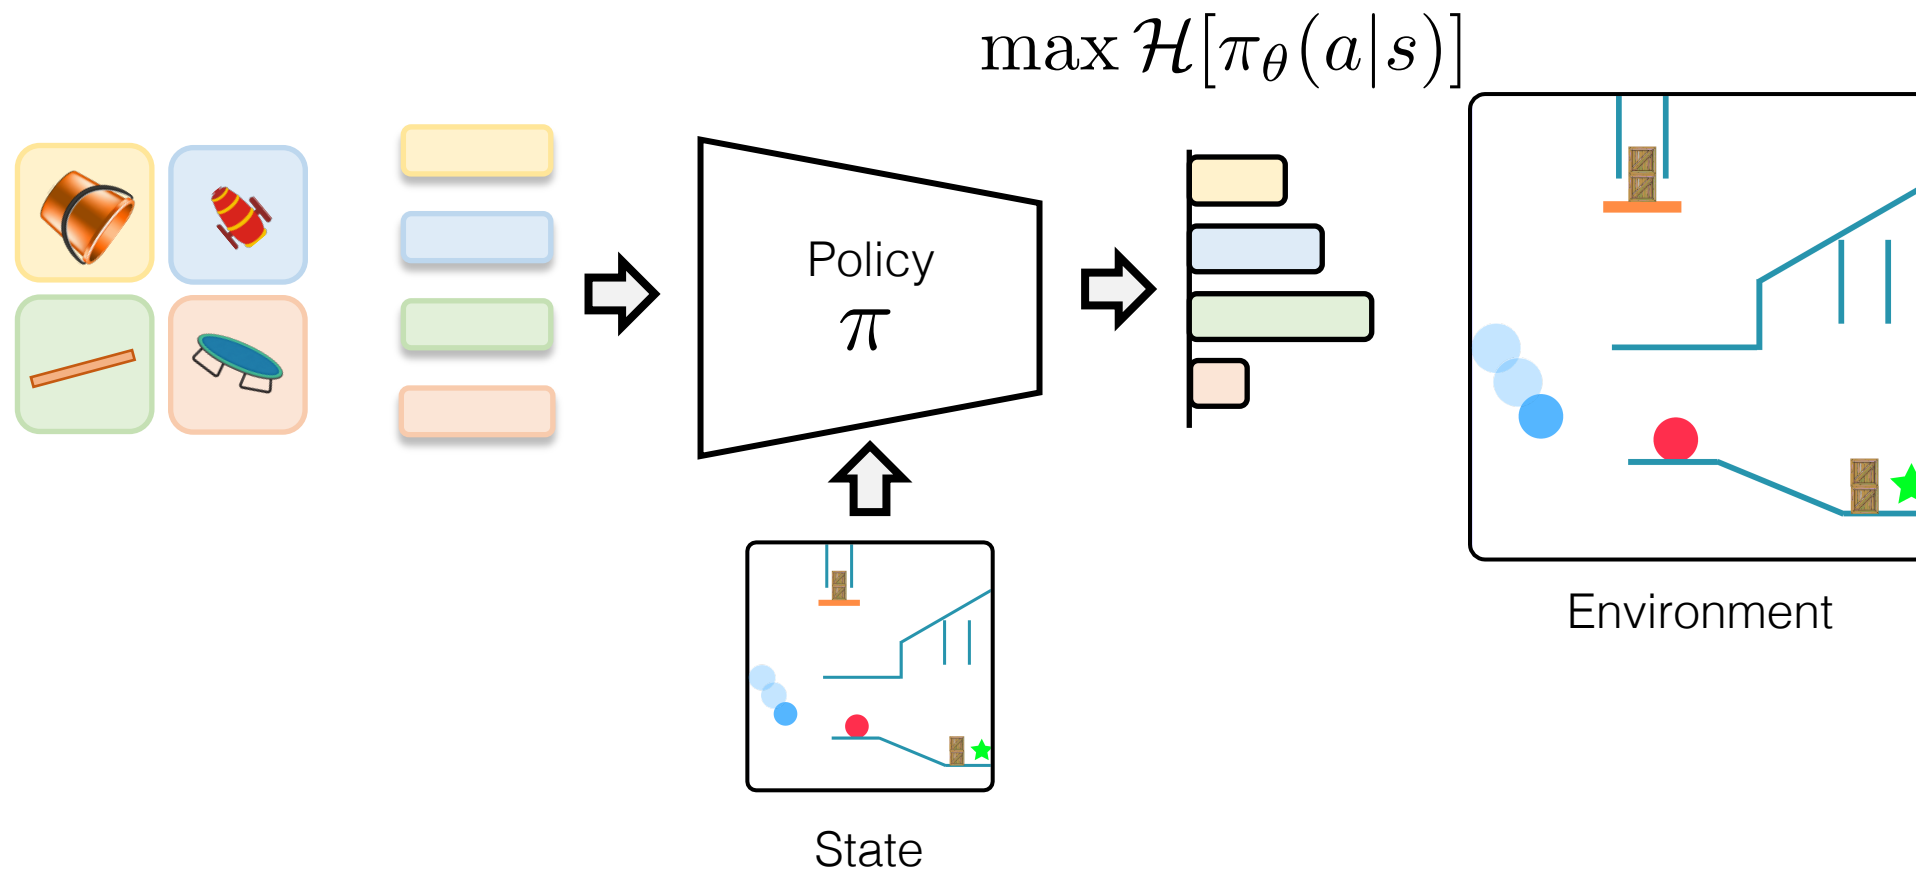 max ℋ[π_θ(a|s)]
Policy
π
Environment
State